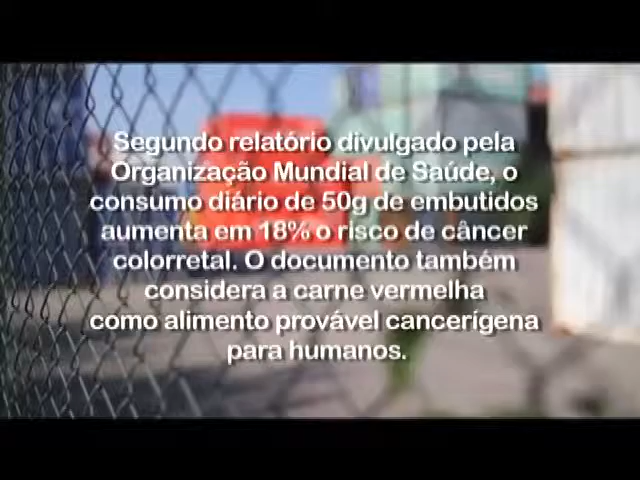 Segundo relatório divulgado pela
Organização Mundial de Saúde, o
consumo diário de 50g de embutidos
aumenta em 18% o risco de câncer
colorretal. O documento também
considera a carne vermelha
como alimento provável cancerígena
para humanos.